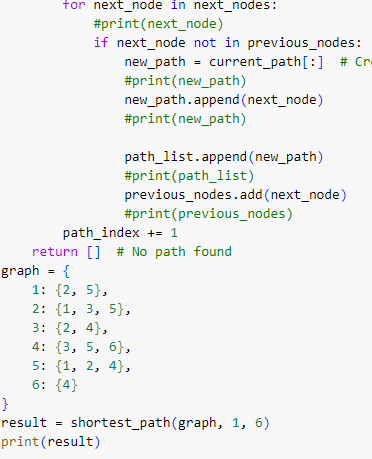 for next_node in next_nodes:
#print(next_node)
if next_node not in previous_nodes:
new_path = current_path[:]  # Cr
#print(new_path)
new_path.append(next_node)
#print(new_path)
path_list.append(new_path)
#print(path_list)
previous_nodes.add(next_node)
#print(previous_nodes)
path_index += 1
return []  # No path found
graph = {
1: {2, 5},
2: {1, 3, 5},
3: {2, 4},
4: {3, 5, 6},
5: {1, 2, 4},
6: {4}
}
result = shortest_path(graph, 1, 6)
print(result)